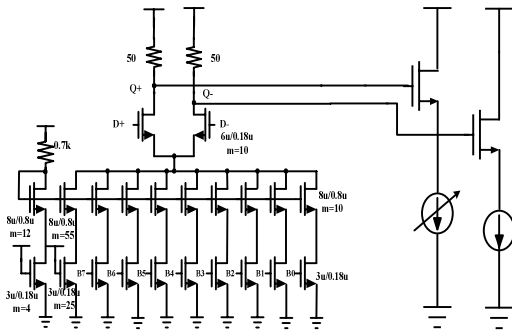 50
50
Q+
Q-
D+
D-
6u/0.18u
m=10
0.7k
8u/0.8u
m=12
8u/0.8u
m=55
8u/0.8u
m=10
B7
B6
B5
B4
B3
B2
B1
B0
3u/0.18u
3u/0.18u
m=4
3u/0.18u
m=25